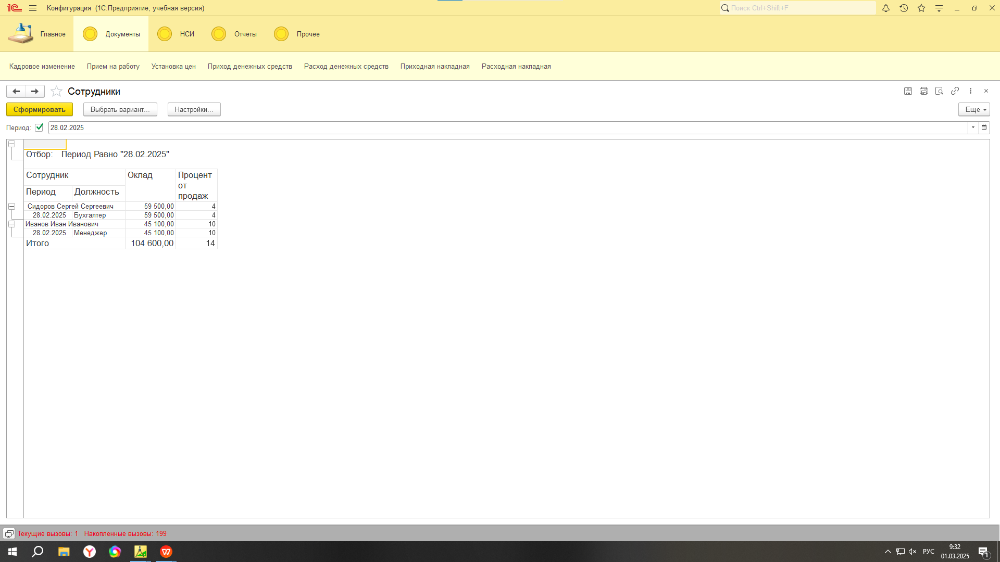 1С Конфигурация (1С:Предприятие, учебная версия) Поиск Ctrl+Shift+F
Главное Документы НСИ Отчеты Прочее
Кадровое изменение Прием на работу Установка цен Приход денежных средств Расход денежных средств Приходная накладная Расходная накладная
Сотрудники
Сформировать Выбрать вариант... Настройки... Еще
Период: 28.02.2025
Отбор: Период Равно "28.02.2025"
Сотрудник Оклад Процент от продаж
Период Должность
Сидоров Сергей Сергеевич 59 500,00 4
28.02.2025 Бухгалтер 59 500,00 4
Иванов Иван Иванович 45 100,00 10
28.02.2025 Менеджер 45 100,00 10
Итого 104 600,00 14
Текущие вызовы: 1 Накопленные вызовы: 199
РУС 9:32
01.03.2025 1